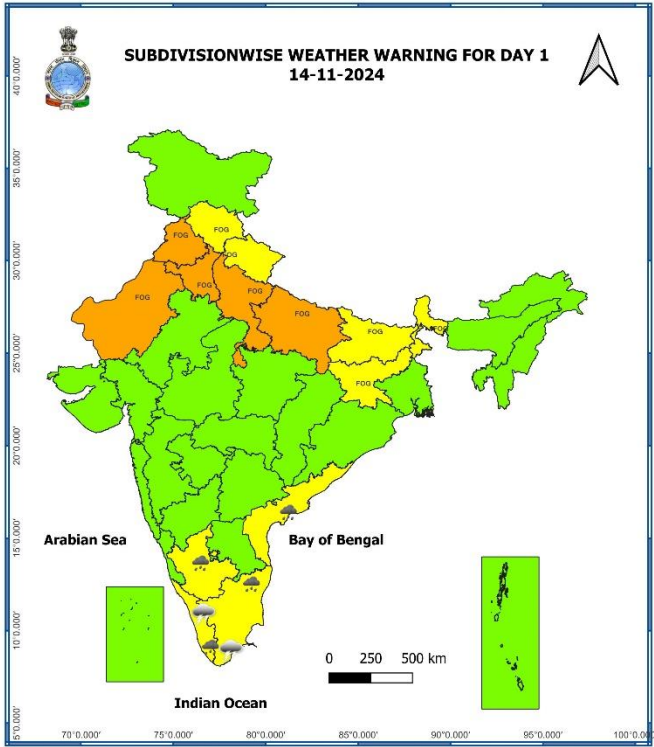 SUBDIVISIONWISE WEATHER WARNING FOR DAY 1
14-11-2024
40°0.000'
35°0.000'
30°0.000'
25°0.000'
20°0.000'
15°0.000'
10°0.000'
5°0.000'
FOG
FOG
FOG
FOG
FOG
FOG
FOG
FOG
FOG
Arabian Sea
Bay of Bengal
0 250 500 km
Indian Ocean
70°0.000' 75°0.000' 80°0.000' 85°0.000' 90°0.000' 95°0.000' 100°0.000'